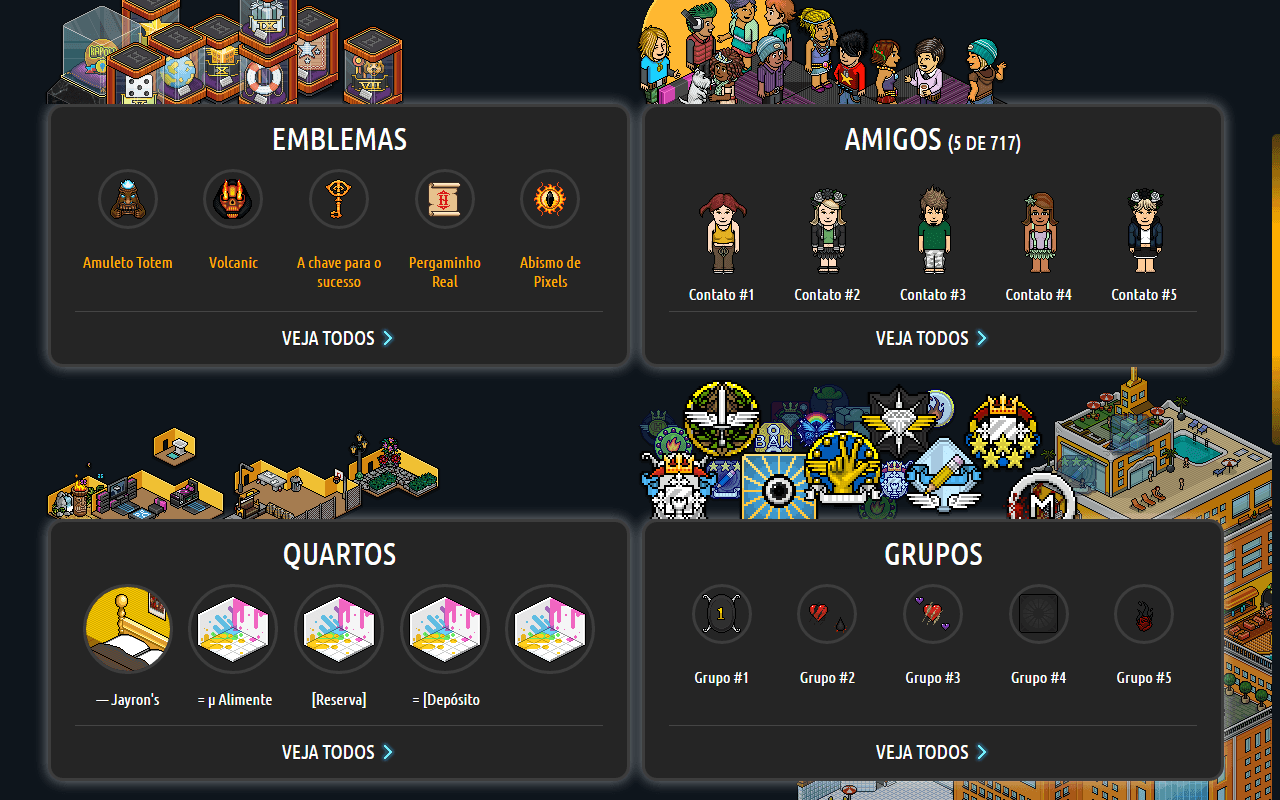 EMBLEMAS
Amuleto Totem
Volcanic
A chave para o
sucesso
Pergaminho
Real
Abismo de
Pixels
VEJA TODOS
AMIGOS (5 DE 717)
Contato #1
Contato #2
Contato #3
Contato #4
Contato #5
VEJA TODOS
BAW
M
QUARTOS
— Jayron's
= µ Alimente
[Reserva]
= [Depósito
VEJA TODOS
GRUPOS
1
Grupo #1
Grupo #2
Grupo #3
Grupo #4
Grupo #5
VEJA TODOS